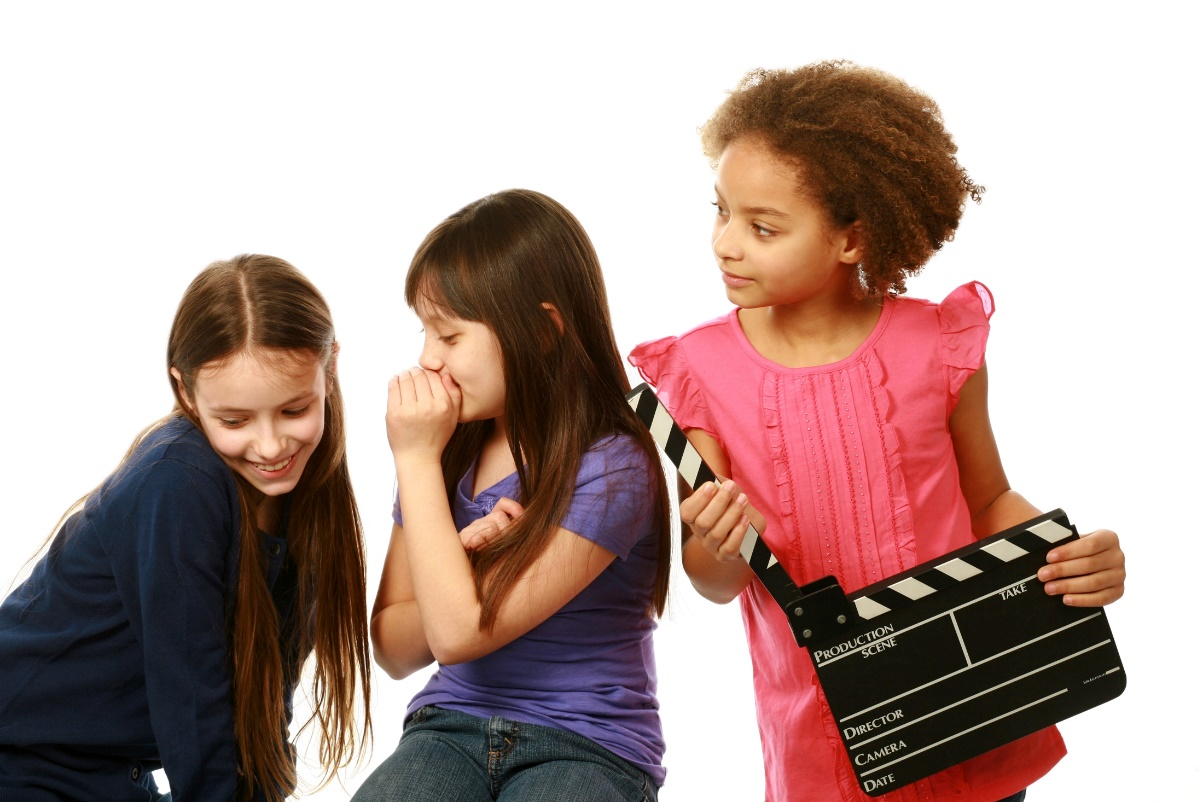 PRODUCTION
SCENE
TAKE
DIRECTOR
CAMERA
DATE